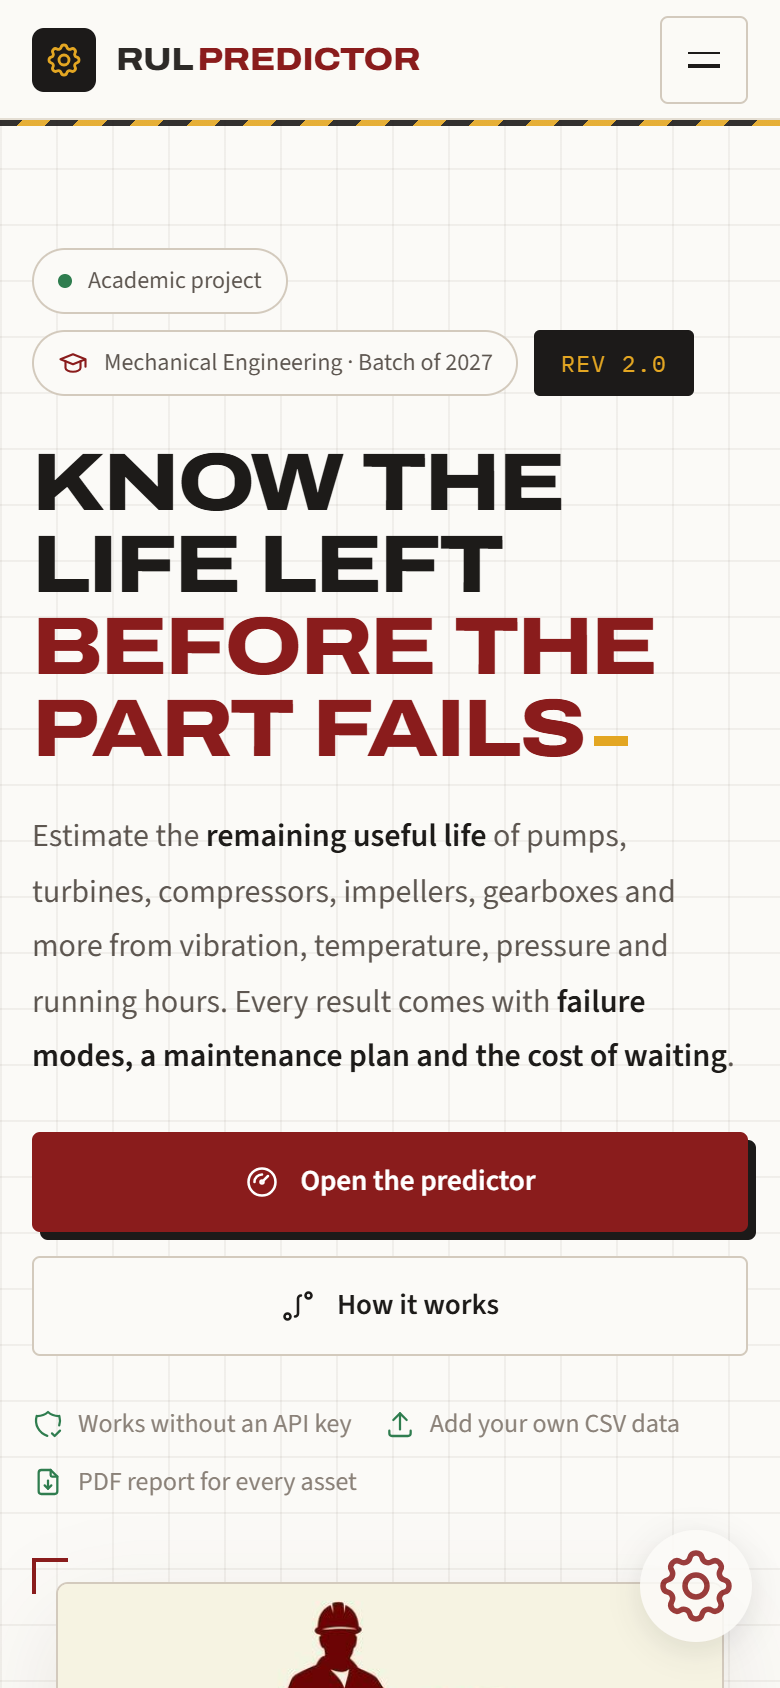 RUL PREDICTOR
Academic project
Mechanical Engineering · Batch of 2027
REV 2.0
KNOW THE
LIFE LEFT
BEFORE THE
PART FAILS
Estimate the remaining useful life of pumps,
turbines, compressors, impellers, gearboxes and
more from vibration, temperature, pressure and
running hours. Every result comes with failure
modes, a maintenance plan and the cost of waiting.
Open the predictor
How it works
Works without an API key
Add your own CSV data
PDF report for every asset